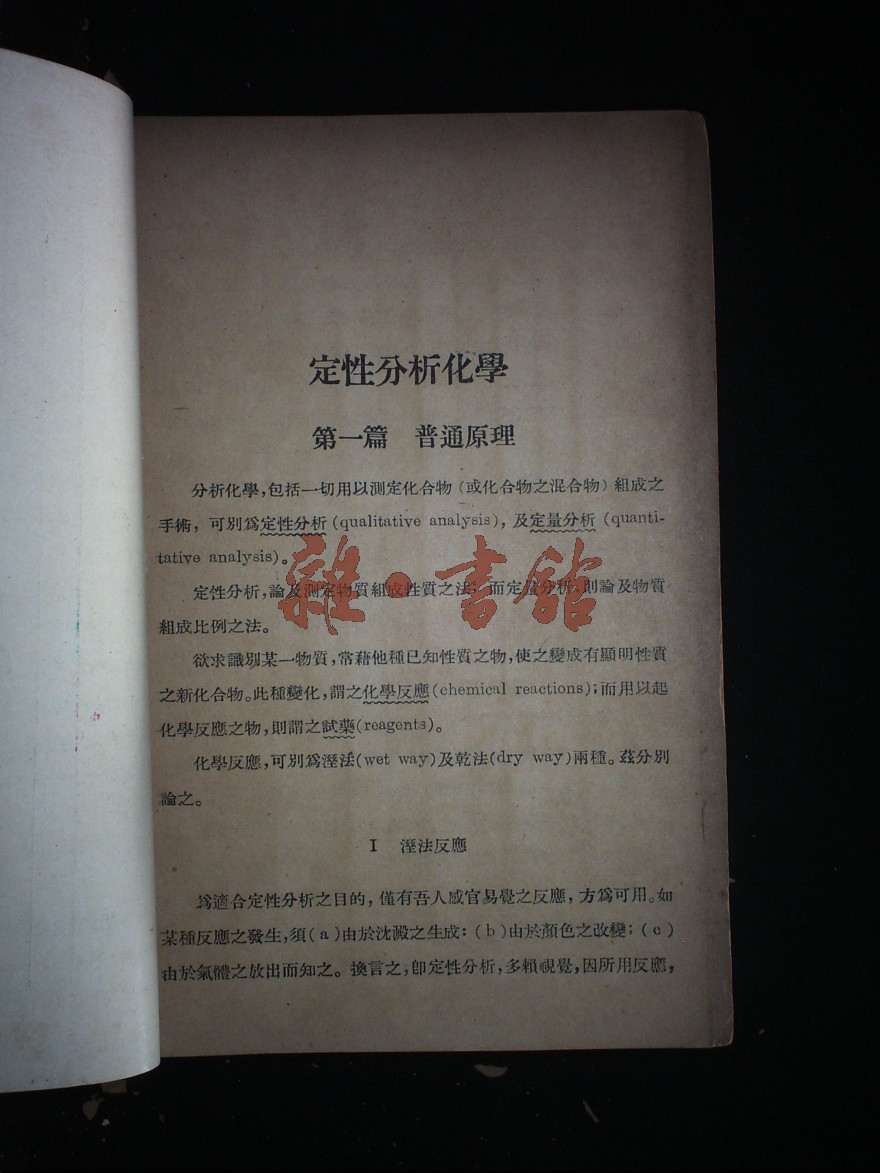 定性分析化學
第一篇　普通原理
分析化學，包括一切用以測定化合物（或化合物之混合物）組成之
手術，可別爲定性分析 (qualitative analysis)，及定量分析 (quanti-
tative analysis)。
定性分析，論及測定物質組成性質之法；而定量分析，則論及物質
組成比例之法。
欲求識別某一物質，常藉他種已知性質之物，使之變成有顯明性質
之新化合物。此種變化，謂之化學反應(chemical reactions)；而用以起
化學反應之物，則謂之試藥(reagents)。
化學反應，可別爲溼法(wet way)及乾法(dry way)兩種。茲分別
論之。
I　溼法反應
爲適合定性分析之目的，僅有吾人感官易覺之反應，方爲可用。如
某種反應之發生，須(a)由於沈澱之生成：(b)由於顏色之改變；(c)
由於氣體之放出而知之。換言之，卽定性分析，多賴視覺，因所用反應，
雜·書館